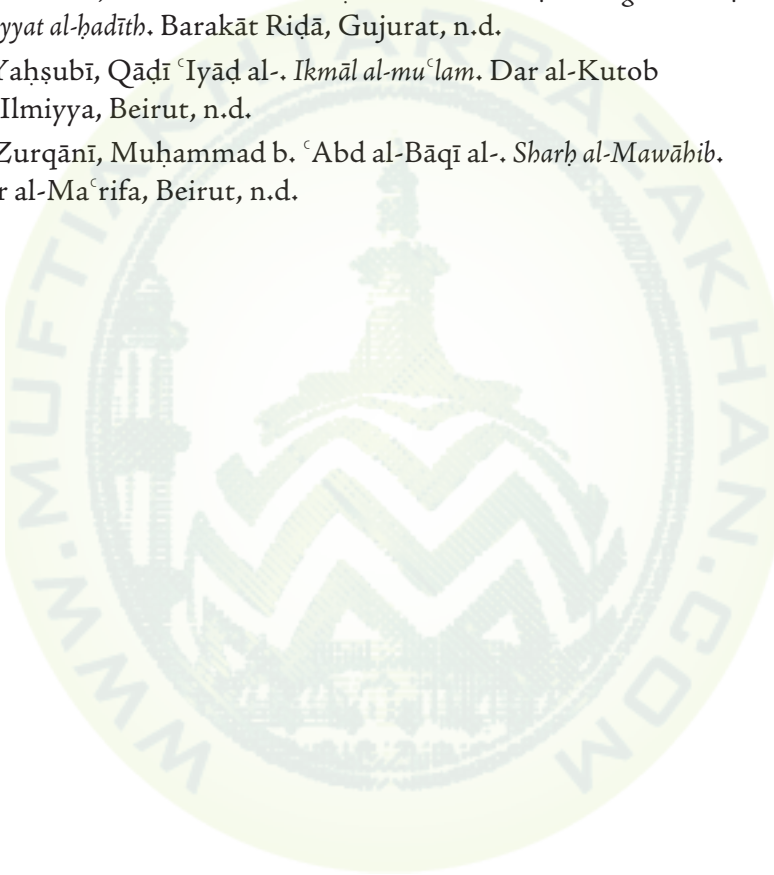 yyat al-ḥadīth. Barakāt Riḍā, Gujurat, n.d.
Yaḥṣubī, Qāḍī ʿIyāḍ al-. Ikmāl al-muʿlam. Dar al-Kutob
Ilmiyya, Beirut, n.d.
Zurqānī, Muḥammad b. ʿAbd al-Bāqī al-. Sharḥ al-Mawāhib.
r al-Maʿrifa, Beirut, n.d.
WWW.MUFTIAKHTARRAZAKHAN.COM